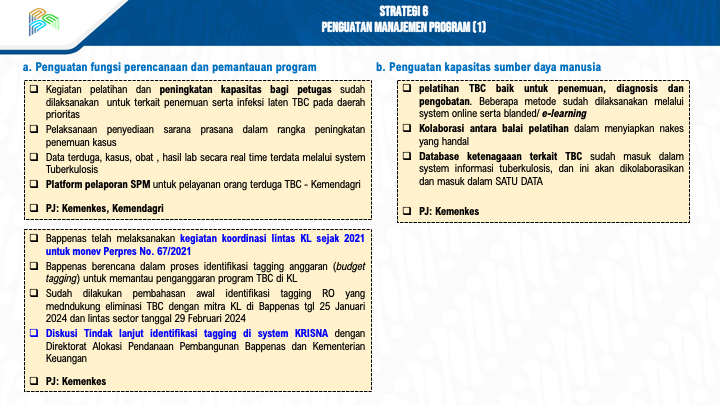 STRATEGI 6
PENGUATAN MANAJEMEN PROGRAM (1)
a. Penguatan fungsi perencanaan dan pemantauan program
❑ Kegiatan pelatihan dan peningkatan kapasitas bagi petugas sudah
dilaksanakan untuk terkait penemuan serta infeksi laten TBC pada daerah
prioritas
❑ Pelaksanaan penyediaan sarana prasana dalam rangka peningkatan
penemuan kasus
❑ Data terduga, kasus, obat , hasil lab secara real time terdata melalui system
Tuberkulosis
❑ Platform pelaporan SPM untuk pelayanan orang terduga TBC - Kemendagri
❑ PJ: Kemenkes, Kemendagri
❑ Bappenas telah melaksanakan kegiatan koordinasi lintas KL sejak 2021
untuk monev Perpres No. 67/2021
❑ Bappenas berencana dalam proses identifikasi tagging anggaran (budget
tagging) untuk memantau penganggaran program TBC di KL
❑ Sudah dilakukan pembahasan awal identifikasi tagging RO yang
medndukung eliminasi TBC dengan mitra KL di Bappenas tgl 25 Januari
2024 dan lintas sector tanggal 29 Februari 2024
❑ Diskusi Tindak lanjut identifikasi tagging di system KRISNA dengan
Direktorat Alokasi Pendanaan Pembangunan Bappenas dan Kementerian
Keuangan
❑ PJ: Kemenkes
b. Penguatan kapasitas sumber daya manusia
❑ pelatihan TBC baik untuk penemuan, diagnosis dan
pengobatan. Beberapa metode sudah dilaksanakan melalui
system online serta blanded/ e-learning
❑ Kolaborasi antara balai pelatihan dalam menyiapkan nakes
yang handal
❑ Database ketenagaaan terkait TBC sudah masuk dalam
system informasi tuberkulosis, dan ini akan dikolaborasikan
dan masuk dalam SATU DATA
❑ PJ: Kemenkes